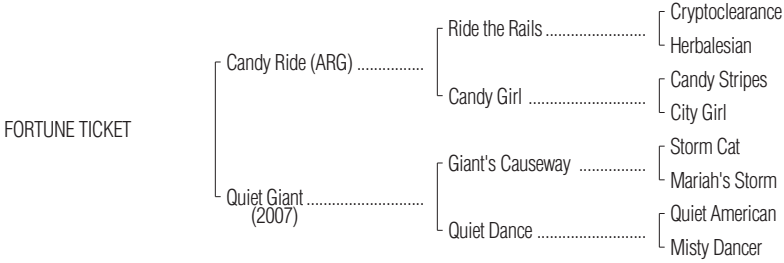 Cryptoclearance
Ride the Rails ........................
Herbalesian
Candy Ride (ARG) ................
Candy Stripes
Candy Girl ............................
City Girl
FORTUNE TICKET
Storm Cat
Giant's Causeway ................
Mariah's Storm
Quiet Giant ............................
(2007)
Quiet American
Quiet Dance ..........................
Misty Dancer